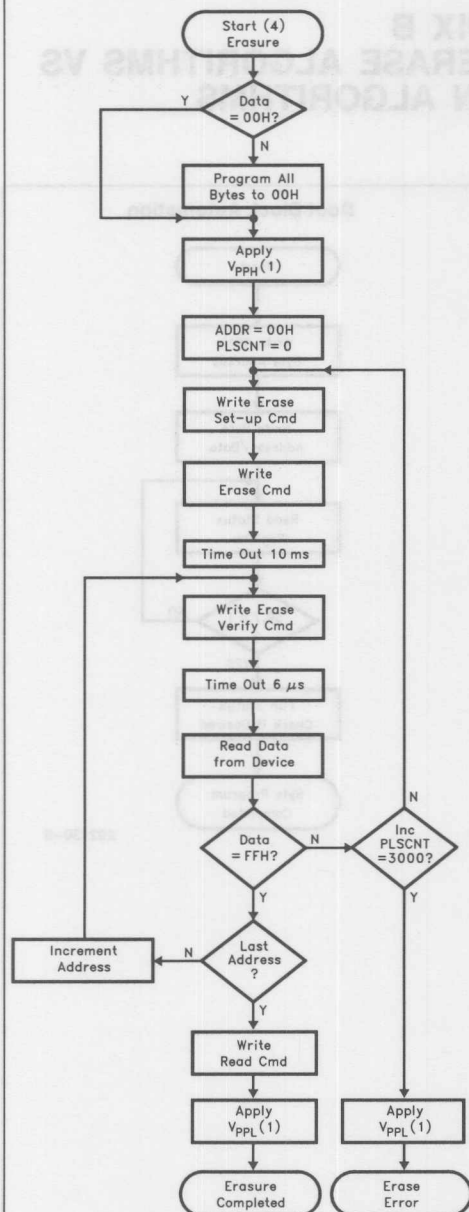 Start (4)
Erasure
Y
Data
= 00H?
N
Program All
Bytes to 00H
Apply
VPPH(1)
ADDR = 00H
PLSCNT = 0
Write Erase
Set-up Cmd
Write
Erase Cmd
Time Out 10 ms
Write Erase
Verify Cmd
Time Out 6 µs
Read Data
from Device
N
Data
= FFH?
N
Inc
PLSCNT
=3000?
Y
Y
Increment
Address
N
Last
Address
?
Y
Write
Read Cmd
Apply
VPPL(1)
Apply
VPPL(1)
Erasure
Completed
Erase
Error